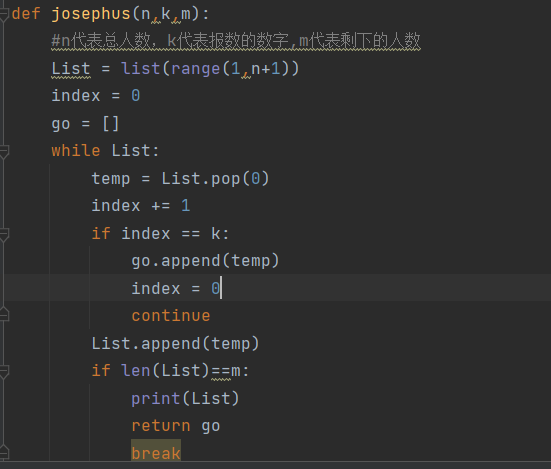 def josephus(n,k,m):
    #n代表总人数，k代表报数的数字,m代表剩下的人数
    List = list(range(1,n+1))
    index = 0
    go = []
    while List:
        temp = List.pop(0)
        index += 1
        if index == k:
            go.append(temp)
            index = 0
            continue
        List.append(temp)
        if len(List)==m:
            print(List)
            return go
            break